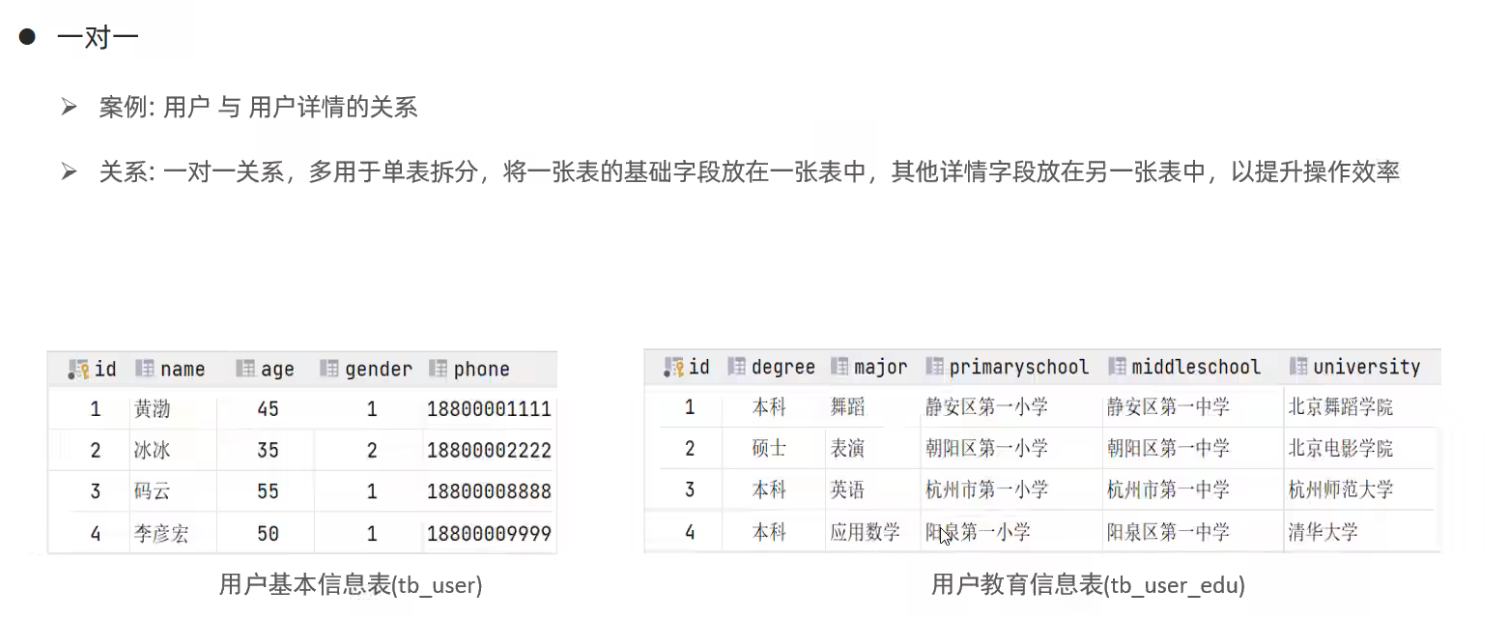 ● 一对一
➢ 案例: 用户 与 用户详情的关系
➢ 关系: 一对一关系，多用于单表拆分，将一张表的基础字段放在一张表中，其他详情字段放在另一张表中，以提升操作效率
id name age gender phone
1 黄渤 45 1 18800001111
2 冰冰 35 2 18800002222
3 码云 55 1 18800008888
4 李彦宏 50 1 18800009999
用户基本信息表(tb_user)
id degree major primaryschool middleschool university
1 本科 舞蹈 静安区第一小学 静安区第一中学 北京舞蹈学院
2 硕士 表演 朝阳区第一小学 朝阳区第一中学 北京电影学院
3 本科 英语 杭州市第一小学 杭州市第一中学 杭州师范大学
4 本科 应用数学 阳泉第一小学 阳泉区第一中学 清华大学
用户教育信息表(tb_user_edu)